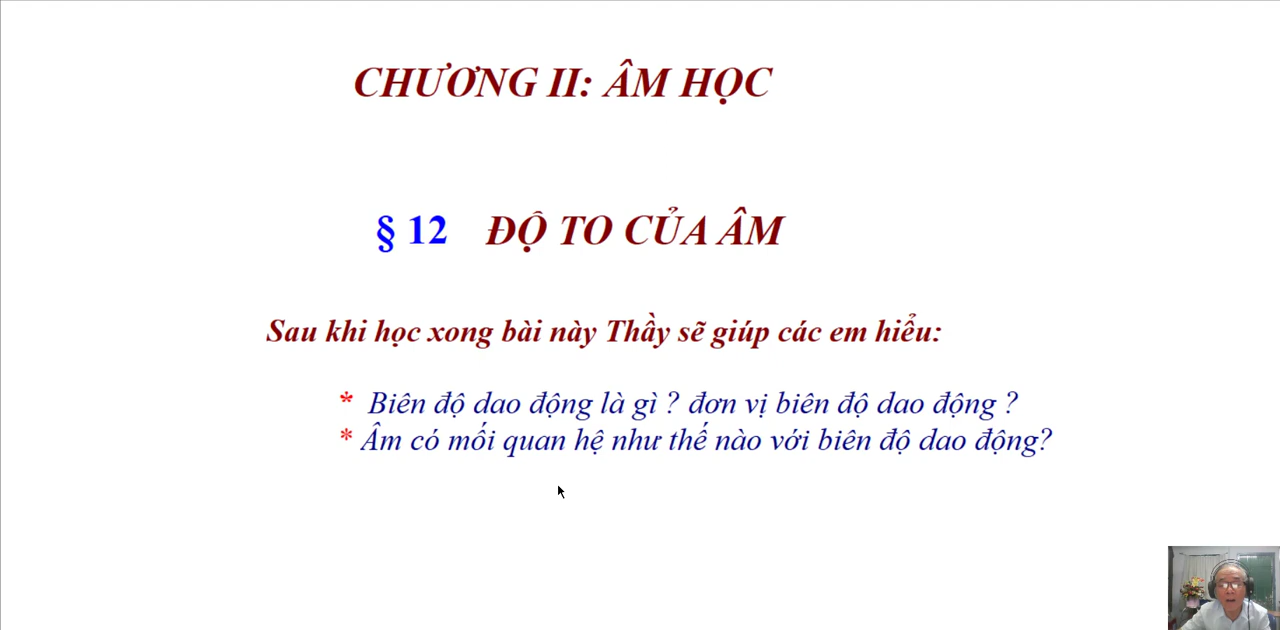 CHƯƠNG II: ÂM HỌC
§ 12 ĐỘ TO CỦA ÂM
Sau khi học xong bài này Thầy sẽ giúp các em hiểu:
* Biên độ dao động là gì ? đơn vị biên độ dao động ?
* Âm có mối quan hệ như thế nào với biên độ dao động?